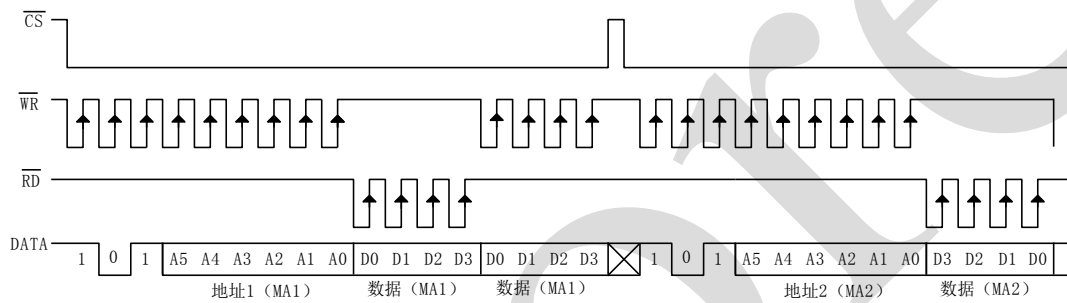 CS
WR
RD
DATA 1 0 1 A5 A4 A3 A2 A1 A0 D0 D1 D2 D3 D0 D1 D2 D3 1 0 1 A5 A4 A3 A2 A1 A0 D3 D2 D1 D0
地址1（MA1） 数据（MA1） 数据（MA1） 地址2（MA2） 数据（MA2）